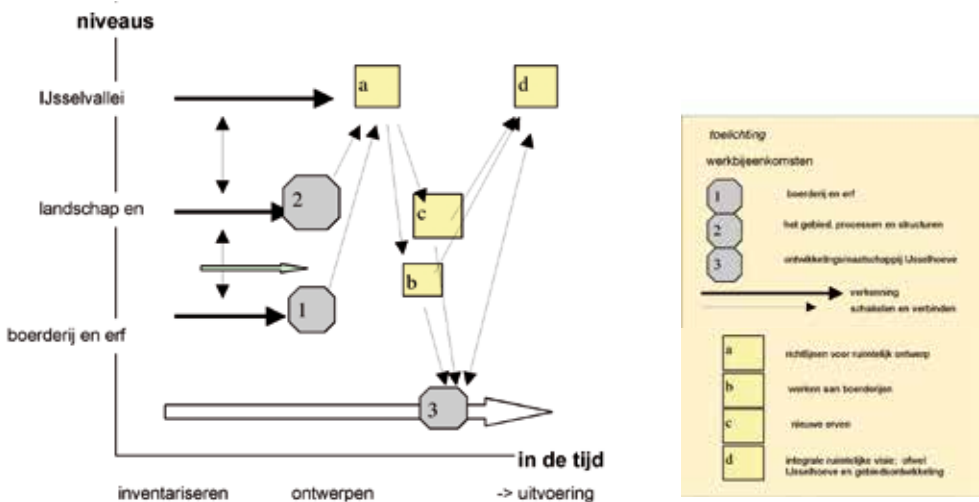 niveaus
IJsselvallei
a
d
2
landschap en
c
b
1
boerderij en erf
3
in de tijd
inventariseren
ontwerpen
-> uitvoering
toelichting
werkbijeenkomsten
1
boerderij en erf
2
het gebied, processen en structuren
3
ontwikkelingsmaatschappij IJsselhoeve
verkenning
schakelen en verbinden
a
richtlijnen voor ruimtelijk ontwerp
b
werken aan boerderijen
c
nieuwe erven
d
integrale ruimtelijke visie; ofwel
IJsselhoeve en gebiedsontwikkeling